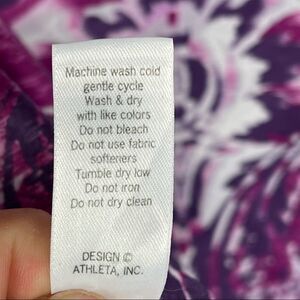 Machine wash cold
gentle cycle
Wash & dry
with like colors
Do not bleach
Do not use fabric
softeners
Tumble dry low
Do not iron
Do not dry clean
DESIGN ©
ATHLETA, INC.